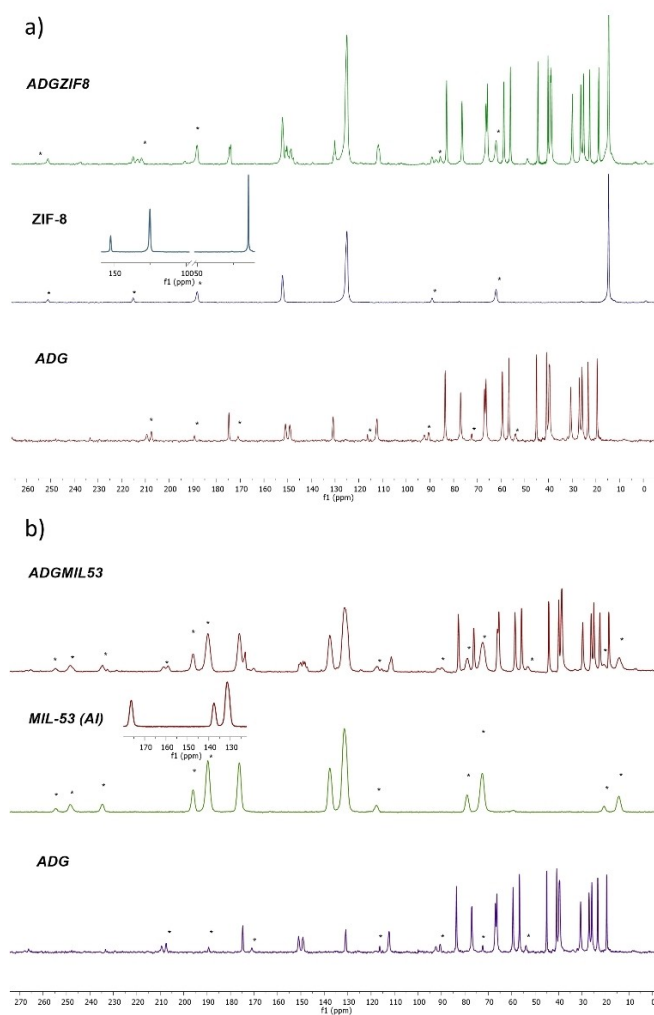 a)
ADGZIF8
* * * * *
ZIF-8
150 100 50
f1 (ppm)
* * * * *
ADG
* * * * * * * *
260 250 240 230 220 210 200 190 180 170 160 150 140 130 120 110 100 90 80 70 60 50 40 30 20 10 0
f1 (ppm)
b)
ADGMIL53
* * * * * * * * * * * * *
MIL-53 (Al)
170 160 150 140 130
f1 (ppm)
* * * * * * * * * *
ADG
* * * * * * *
270 260 250 240 230 220 210 200 190 180 170 160 150 140 130 120 110 100 90 80 70 60 50 40 30 20 10 0
f1 (ppm)